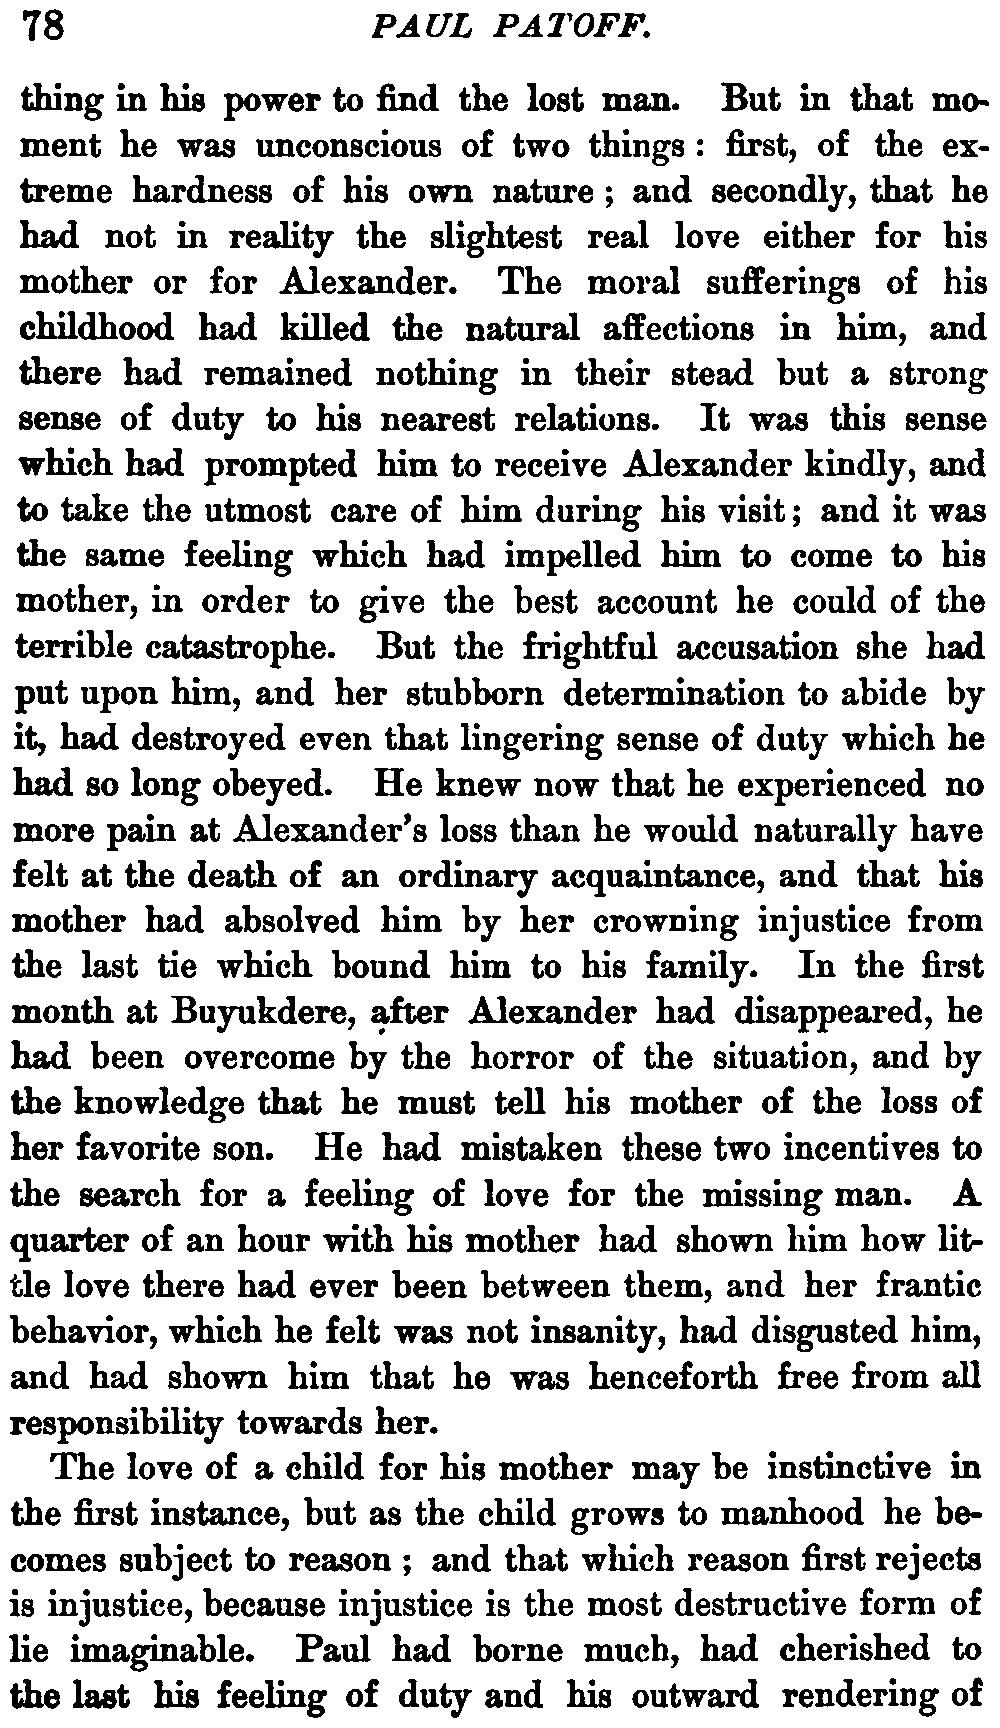 78 PAUL PATOFF.
thing in his power to find the lost man. But in that mo-
ment he was unconscious of two things : first, of the ex-
treme hardness of his own nature ; and secondly, that he
had not in reality the slightest real love either for his
mother or for Alexander. The moral sufferings of his
childhood had killed the natural affections in him, and
there had remained nothing in their stead but a strong
sense of duty to his nearest relations. It was this sense
which had prompted him to receive Alexander kindly, and
to take the utmost care of him during his visit ; and it was
the same feeling which had impelled him to come to his
mother, in order to give the best account he could of the
terrible catastrophe. But the frightful accusation she had
put upon him, and her stubborn determination to abide by
it, had destroyed even that lingering sense of duty which he
had so long obeyed. He knew now that he experienced no
more pain at Alexander's loss than he would naturally have
felt at the death of an ordinary acquaintance, and that his
mother had absolved him by her crowning injustice from
the last tie which bound him to his family. In the first
month at Buyukdere, after Alexander had disappeared, he
had been overcome by the horror of the situation, and by
the knowledge that he must tell his mother of the loss of
her favorite son. He had mistaken these two incentives to
the search for a feeling of love for the missing man. A
quarter of an hour with his mother had shown him how lit-
tle love there had ever been between them, and her frantic
behavior, which he felt was not insanity, had disgusted him,
and had shown him that he was henceforth free from all
responsibility towards her.
The love of a child for his mother may be instinctive in
the first instance, but as the child grows to manhood he be-
comes subject to reason ; and that which reason first rejects
is injustice, because injustice is the most destructive form of
lie imaginable. Paul had borne much, had cherished to
the last his feeling of duty and his outward rendering of